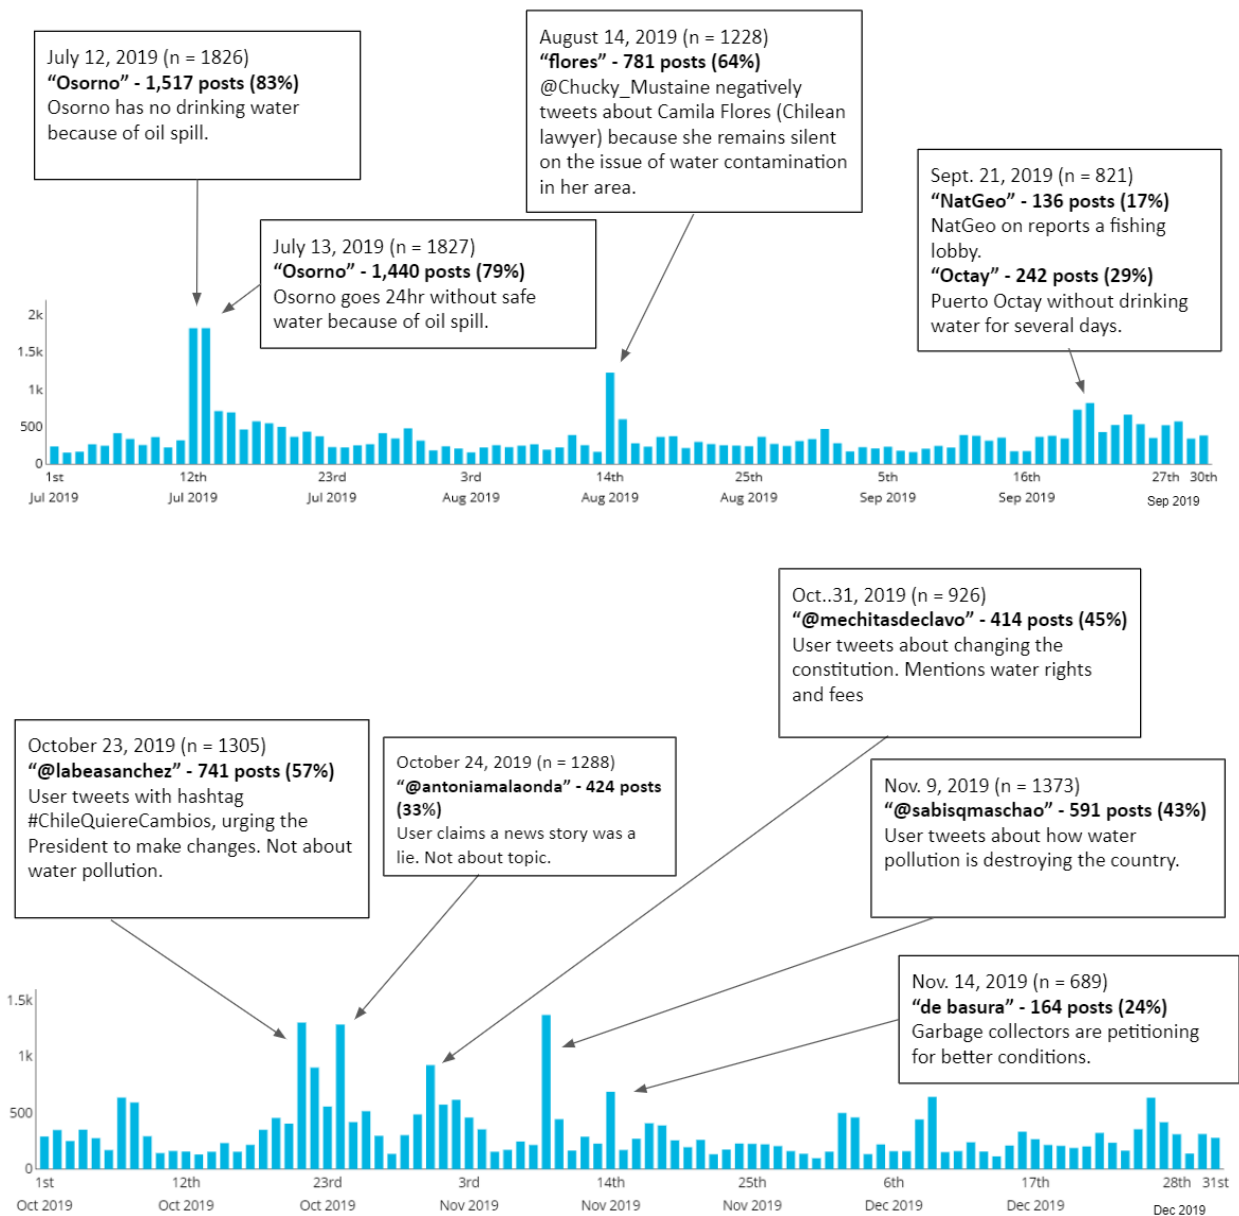 July 12, 2019 (n = 1826)
“Osorno” - 1,517 posts (83%)
Osorno has no drinking water
because of oil spill.
August 14, 2019 (n = 1228)
“flores” - 781 posts (64%)
@Chucky_Mustaine negatively
tweets about Camila Flores (Chilean
lawyer) because she remains silent
on the issue of water contamination
in her area.
Sept. 21, 2019 (n = 821)
“NatGeo” - 136 posts (17%)
NatGeo on reports a fishing
lobby.
“Octay” - 242 posts (29%)
Puerto Octay without drinking
water for several days.
July 13, 2019 (n = 1827)
“Osorno” - 1,440 posts (79%)
Osorno goes 24hr without safe
water because of oil spill.
2k
1.5k
1k
500
0
1st 12th 23rd 3rd 14th 25th 5th 16th 27th 30th
Jul 2019 Jul 2019 Jul 2019 Aug 2019 Aug 2019 Aug 2019 Sep 2019 Sep 2019 Sep 2019
Oct..31, 2019 (n = 926)
“@mechitasdeclavo” - 414 posts (45%)
User tweets about changing the
constitution. Mentions water rights
and fees
October 23, 2019 (n = 1305)
“@labeasanchez” - 741 posts (57%)
User tweets with hashtag
#ChileQuiereCambios, urging the
President to make changes. Not about
water pollution.
October 24, 2019 (n = 1288)
“@antoniamalaonda” - 424 posts
(33%)
User claims a news story was a
lie. Not about topic.
Nov. 9, 2019 (n = 1373)
“@sabisqmaschao” - 591 posts (43%)
User tweets about how water
pollution is destroying the country.
Nov. 14, 2019 (n = 689)
“de basura” - 164 posts (24%)
Garbage collectors are petitioning
for better conditions.
1.5k
1k
500
0
1st 12th 23rd 3rd 14th 25th 6th 17th 28th 31st
Oct 2019 Oct 2019 Oct 2019 Nov 2019 Nov 2019 Nov 2019 Dec 2019 Dec 2019 Dec 2019